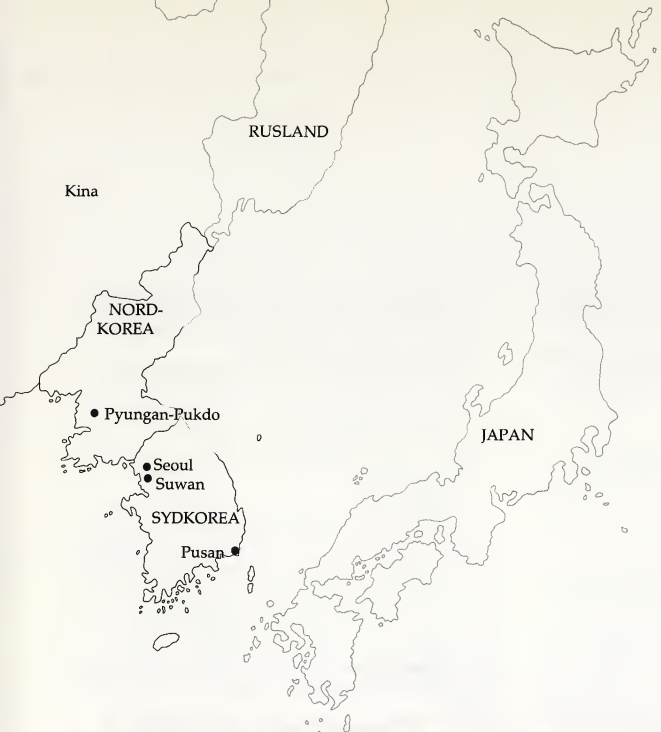 RUSLAND
Kina
NORD-
KOREA
Pyungan-Pukdo
JAPAN
Seoul
Suwan
SYDKOREA
Pusan